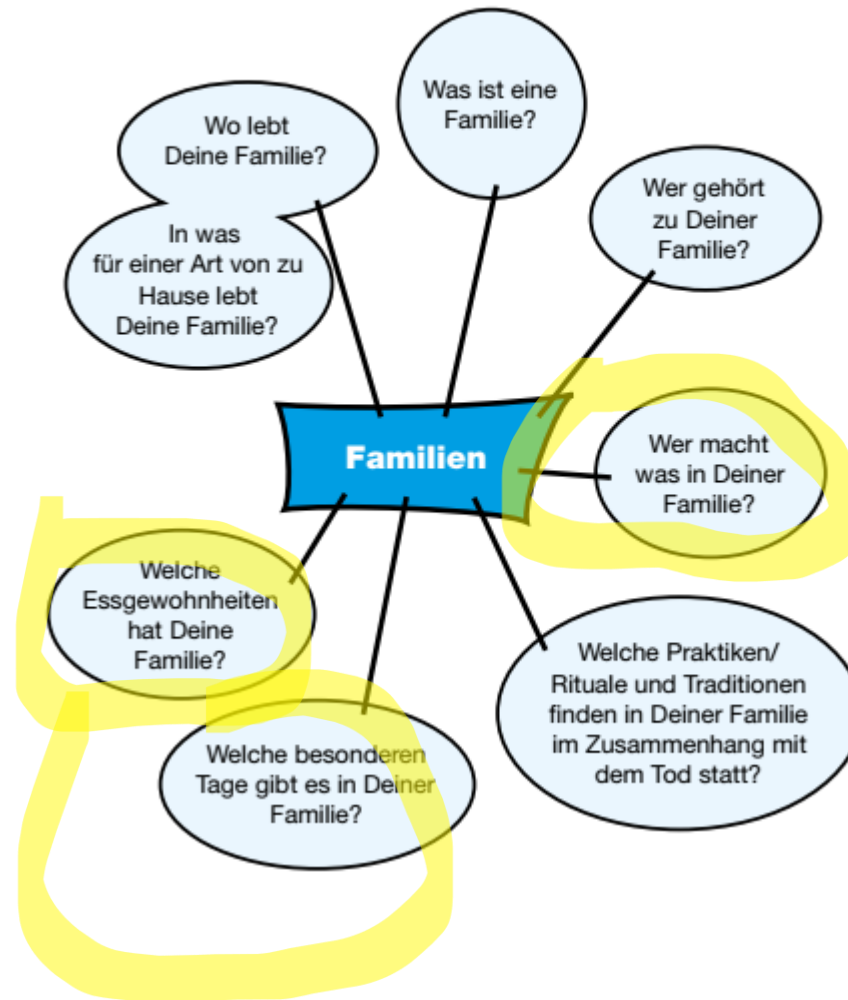 Was ist eine
Familie?
Wo lebt
Deine Familie?
In was
für einer Art von zu
Hause lebt
Deine Familie?
Wer gehört
zu Deiner
Familie?
Familien
Wer macht
was in Deiner
Familie?
Welche
Essgewohnheiten
hat Deine
Familie?
Welche besonderen
Tage gibt es in Deiner
Familie?
Welche Praktiken/
Rituale und Traditionen
finden in Deiner Familie
im Zusammenhang mit
dem Tod statt?